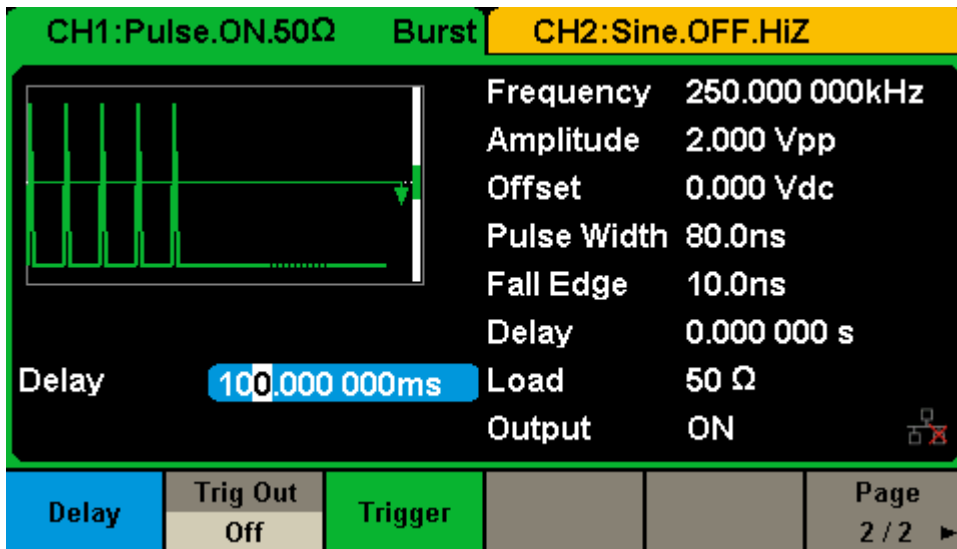 CH1:Pulse.ON.50Ω Burst
CH2:Sine.OFF.HiZ
Frequency 250.000 000kHz
Amplitude 2.000 Vpp
Offset 0.000 Vdc
Pulse Width 80.0ns
Fall Edge 10.0ns
Delay 0.000 000 s
Delay 100.000 000ms
Load 50 Ω
Output ON
Delay
Trig Out
Off
Trigger
Page
2 / 2